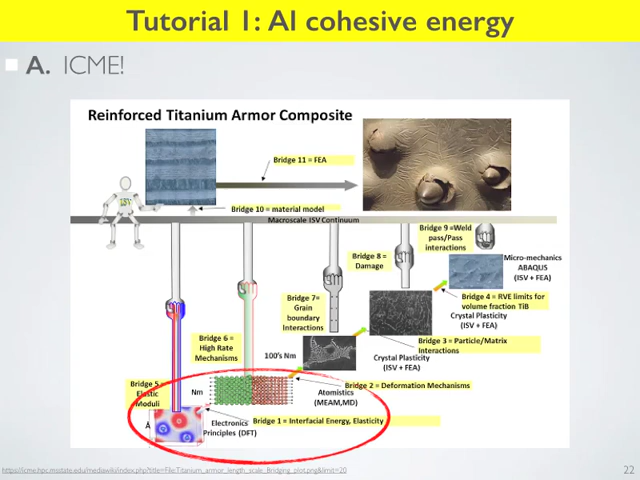 Tutorial 1: Al cohesive energy
A. ICME!
Reinforced Titanium Armor Composite
Bridge 11 = FEA
ISV
Bridge 10 = material model
Macroscale ISV Continuum
Bridge 9 =Weld
pass/Pass
interactions
Bridge 8 =
Damage
Micro-mechanics
ABAQUS
(ISV + FEA)
Bridge 7=
Grain
boundary
Interactions
Bridge 4 = RVE limits for
volume fraction TiB
Crystal Plasticity
(ISV + FEA)
Bridge 6 =
High Rate
Mechanisms
Bridge 3 = Particle/Matrix
Interactions
100's Nm
Crystal Plasticity
(ISV + FEA)
Bridge 5 =
Elastic
Moduli
Nm
Bridge 2 = Deformation Mechanisms
Atomistics
(MEAM,MD)
Å
Electronics
Principles (DFT)
Bridge 1 = Interfacial Energy, Elasticity
https://icme.hpc.msstate.edu/mediawiki/index.php?title=File:Titanium_armor_length_scale_Bridging_plot.png&limit=20
22